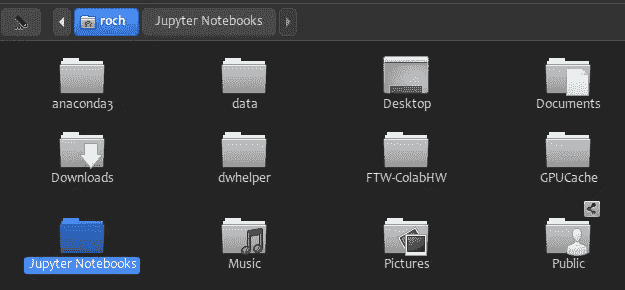 roch Jupyter Notebooks
anaconda3 data Desktop Documents
Downloads dwhelper FTW-ColabHW GPUCache
Jupyter Notebooks Music Pictures Public